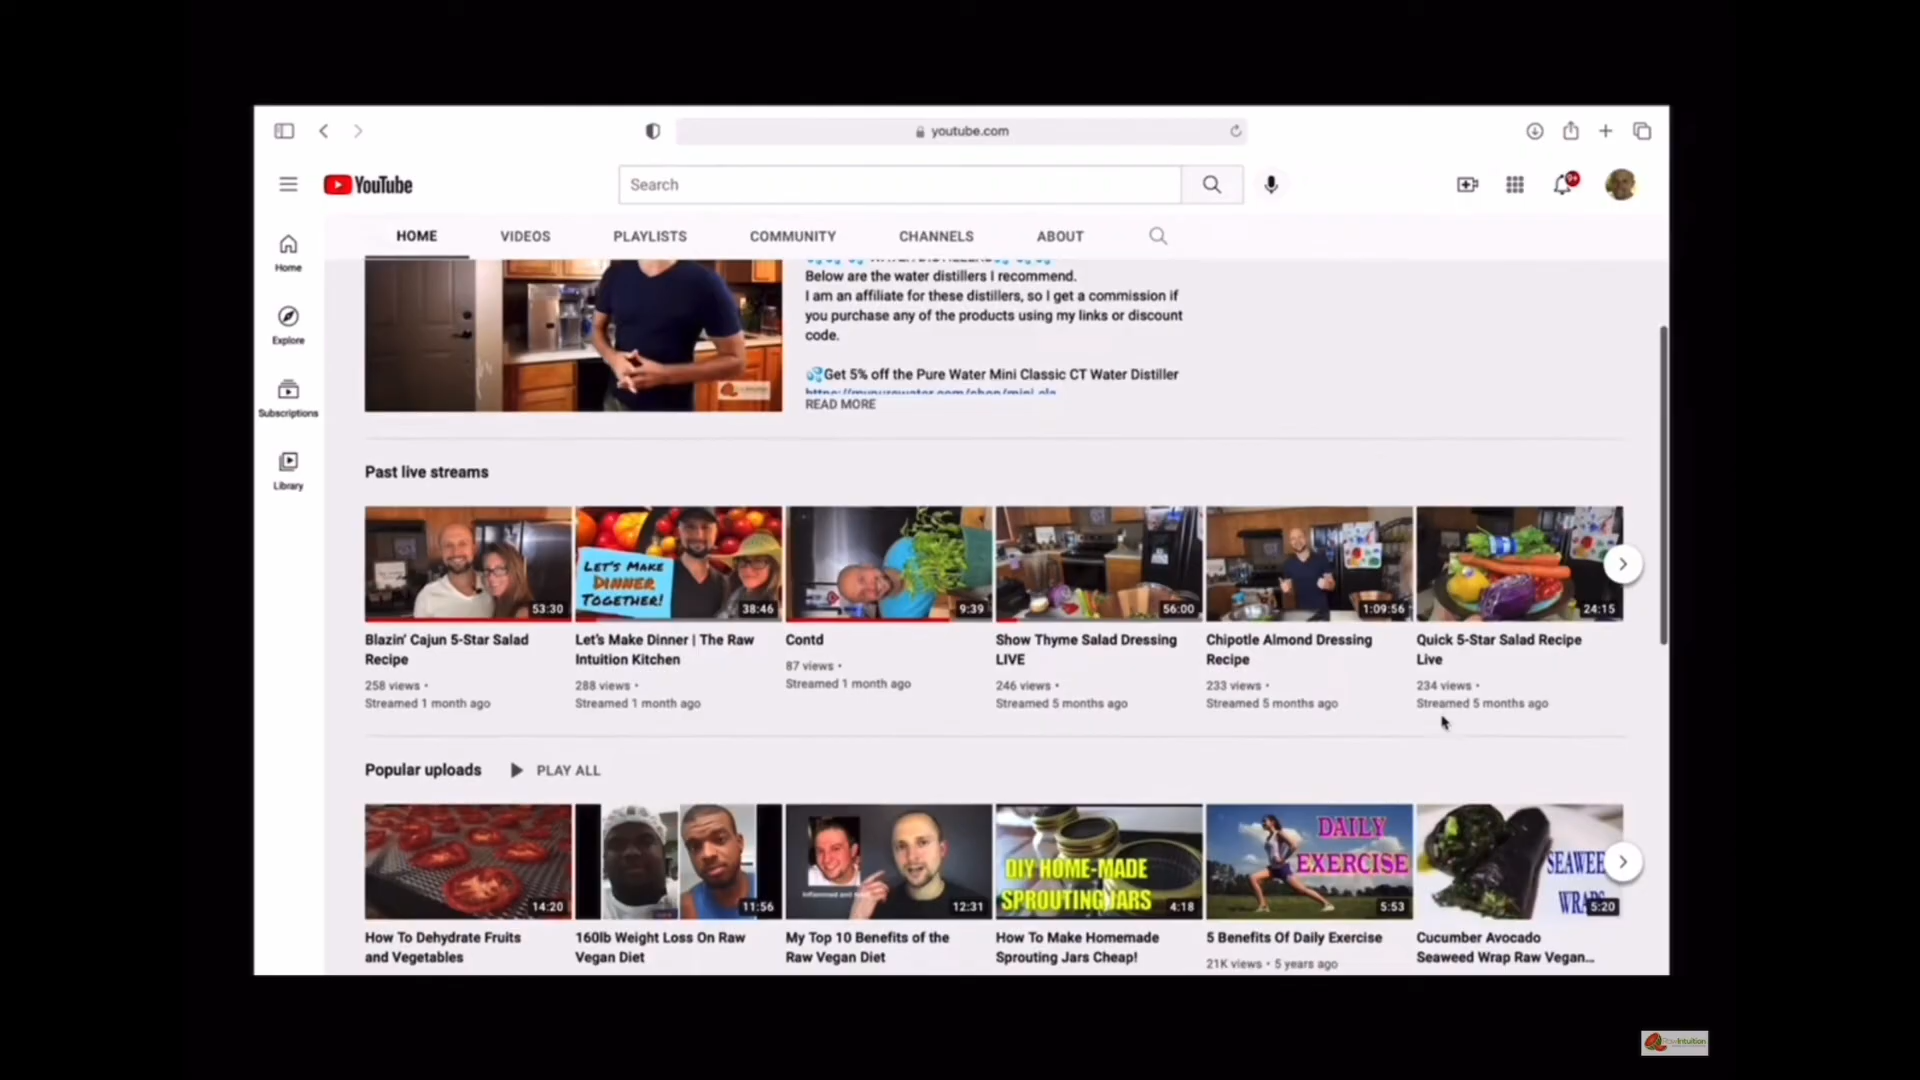 youtube.com
YouTube
Search
9+
HOME VIDEOS PLAYLISTS COMMUNITY CHANNELS ABOUT
Home
Explore
Subscriptions
Library
Below are the water distillers I recommend.
I am an affiliate for these distillers, so I get a commission if
you purchase any of the products using my links or discount
code.
💦Get 5% off the Pure Water Mini Classic CT Water Distiller
READ MORE
Past live streams
LET'S MAKE
DINNER
TOGETHER!
53:30
38:46
9:39
56:00
1:09:56
24:15
Blazin' Cajun 5-Star Salad
Recipe
258 views •
Streamed 1 month ago
Let's Make Dinner | The Raw
Intuition Kitchen
288 views •
Streamed 1 month ago
Contd
87 views •
Streamed 1 month ago
Show Thyme Salad Dressing
LIVE
246 views •
Streamed 5 months ago
Chipotle Almond Dressing
Recipe
233 views •
Streamed 5 months ago
Quick 5-Star Salad Recipe
Live
234 views •
Streamed 5 months ago
Popular uploads PLAY ALL
14:20
11:56
12:31
DIY HOME-MADE
SPROUTING JARS
4:18
DAILY
EXERCISE
5:53
5:20
How To Dehydrate Fruits
and Vegetables
160lb Weight Loss On Raw
Vegan Diet
My Top 10 Benefits of the
Raw Vegan Diet
How To Make Homemade
Sprouting Jars Cheap!
5 Benefits Of Daily Exercise
21K views • 5 years ago
Cucumber Avocado
Seaweed Wrap Raw Vegan...
RawIntuition